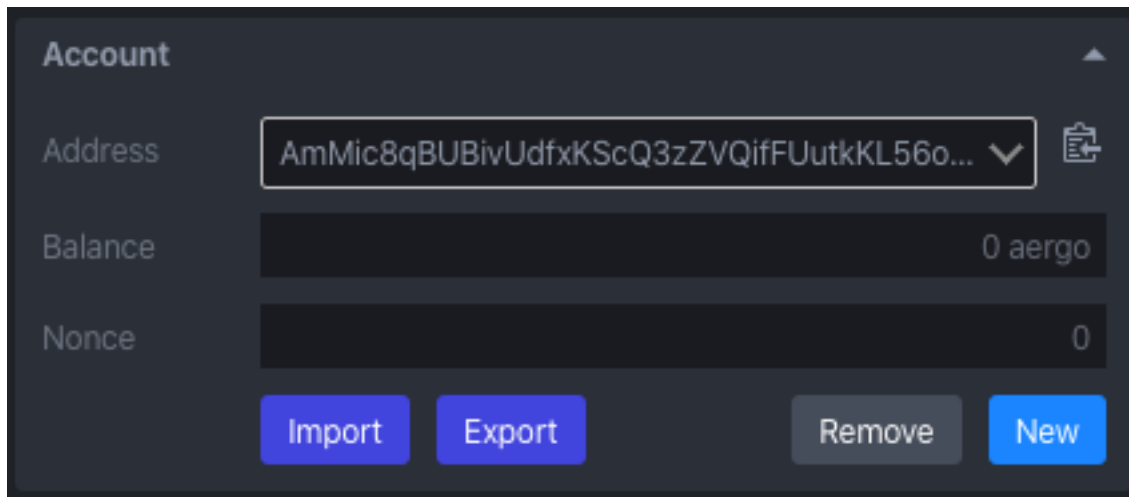 Account
Address AmMic8qBUBivUdfxKScQ3zZVQifFUutkKL56o...
Balance 0 aergo
Nonce 0
Import Export Remove New